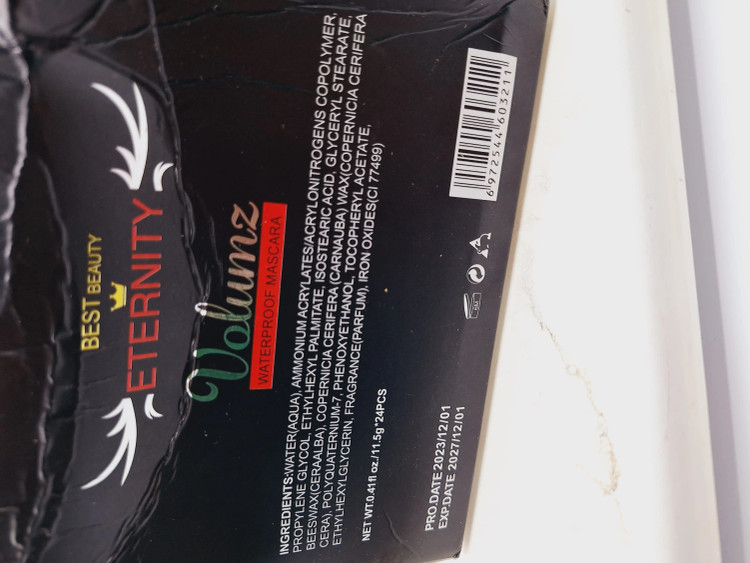 BEST BEAUTY
ETERNITY
Volumz
WATERPROOF MASCARA
INGREDIENTS:WATER(AQUA), AMMONIUM ACRYLATES/ACRYLONITROGENS COPOLYMER,
PROPYLENE GLYCOL, ETHYLHEXYL PALMITATE, ISOSTEARIC ACID, GLYCERYL STEARATE,
BEESWAX(CERAALBA), COPERNICIA CERIFERA (CARNAUBA) WAX(COPERNICIA CERIFERA
CERA), POLYQUATERNIUM-7, PHENOXYETHANOL, TOCOPHERYL ACETATE,
ETHYLHEXYLGLYCERIN, FRAGRANCE(PARFUM), IRON OXIDES(CI 77499)
NET WT.0.41fl oz./11.5g*24PCS
PRO.DATE 2023/12/01
EXP.DATE 2027/12/01
6 972544 603211